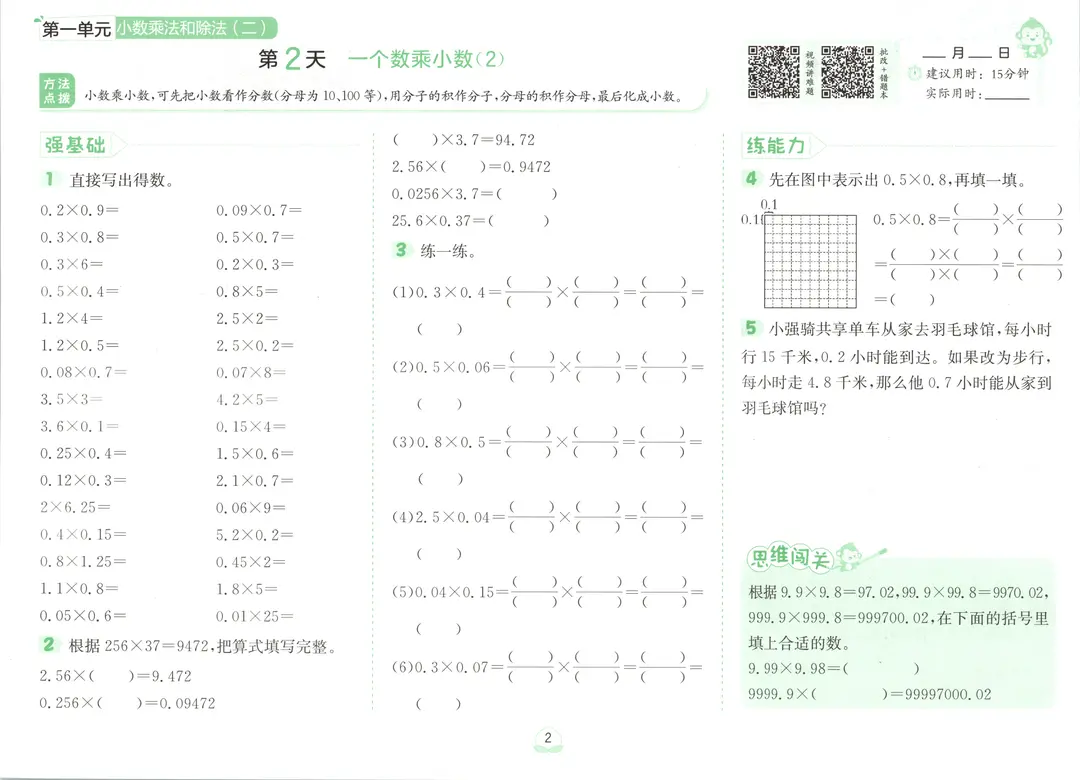 第一单元 小数乘法和除法(二)
第2天 一个数乘小数(2)
视频讲难题
批改+错题本
___月___日
建议用时:15分钟
实际用时:______
方法点拨
小数乘小数,可先把小数看作分数(分母为10、100等),用分子的积作分子,分母的积作分母,最后化成小数。
强基础
1 直接写出得数。
0.2×0.9= 0.09×0.7=
0.3×0.8= 0.5×0.7=
0.3×6= 0.2×0.3=
0.5×0.4= 0.8×5=
1.2×4= 2.5×2=
1.2×0.5= 2.5×0.2=
0.08×0.7= 0.07×8=
3.5×3= 4.2×5=
3.6×0.1= 0.15×4=
0.25×0.4= 1.5×0.6=
0.12×0.3= 2.1×0.7=
2×6.25= 0.06×9=
0.4×0.15= 5.2×0.2=
0.8×1.25= 0.45×2=
1.1×0.8= 1.8×5=
0.05×0.6= 0.01×25=
2 根据256×37=9472,把算式填写完整。
2.56×( )=9.472
0.256×( )=0.09472
( )×3.7=94.72
2.56×( )=0.9472
0.0256×3.7=( )
25.6×0.37=( )
3 练一练。
(1)0.3×0.4=( )/( )×( )/( )=( )/( )=
( )
(2)0.5×0.06=( )/( )×( )/( )=( )/( )=
( )
(3)0.8×0.5=( )/( )×( )/( )=( )/( )=
( )
(4)2.5×0.04=( )/( )×( )/( )=( )/( )=
( )
(5)0.04×0.15=( )/( )×( )/( )=( )/( )=
( )
(6)0.3×0.07=( )/( )×( )/( )=( )/( )=
( )
练能力
4 先在图中表示出0.5×0.8,再填一填。
0.1
0.1
0.5×0.8=( )/( )×( )/( )
=( )×( )/( )×( )=( )/( )
=( )
5 小强骑共享单车从家去羽毛球馆,每小时
行15千米,0.2小时能到达。如果改为步行,
每小时走4.8千米,那么他0.7小时能从家到
羽毛球馆吗?
思维闯关
根据9.9×9.8=97.02,99.9×99.8=9970.02,
999.9×999.8=999700.02,在下面的括号里
填上合适的数。
9.99×9.98=( )
9999.9×( )=99997000.02
2